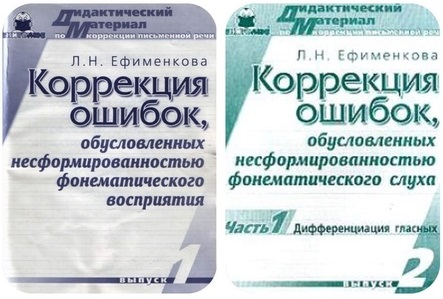 Дидактический
Материал
по коррекции письменной речи
Л.Н. Ефименкова
Коррекция
ошибок,
обусловленных
несформированностью
фонематического
восприятия
выпуск 1
Дидактический
Материал
по коррекции письменной речи
Л.Н. Ефименкова
Коррекция
ошибок,
обусловленных
несформированностью
фонематического слуха
Часть 1 Дифференциация гласных
выпуск 2